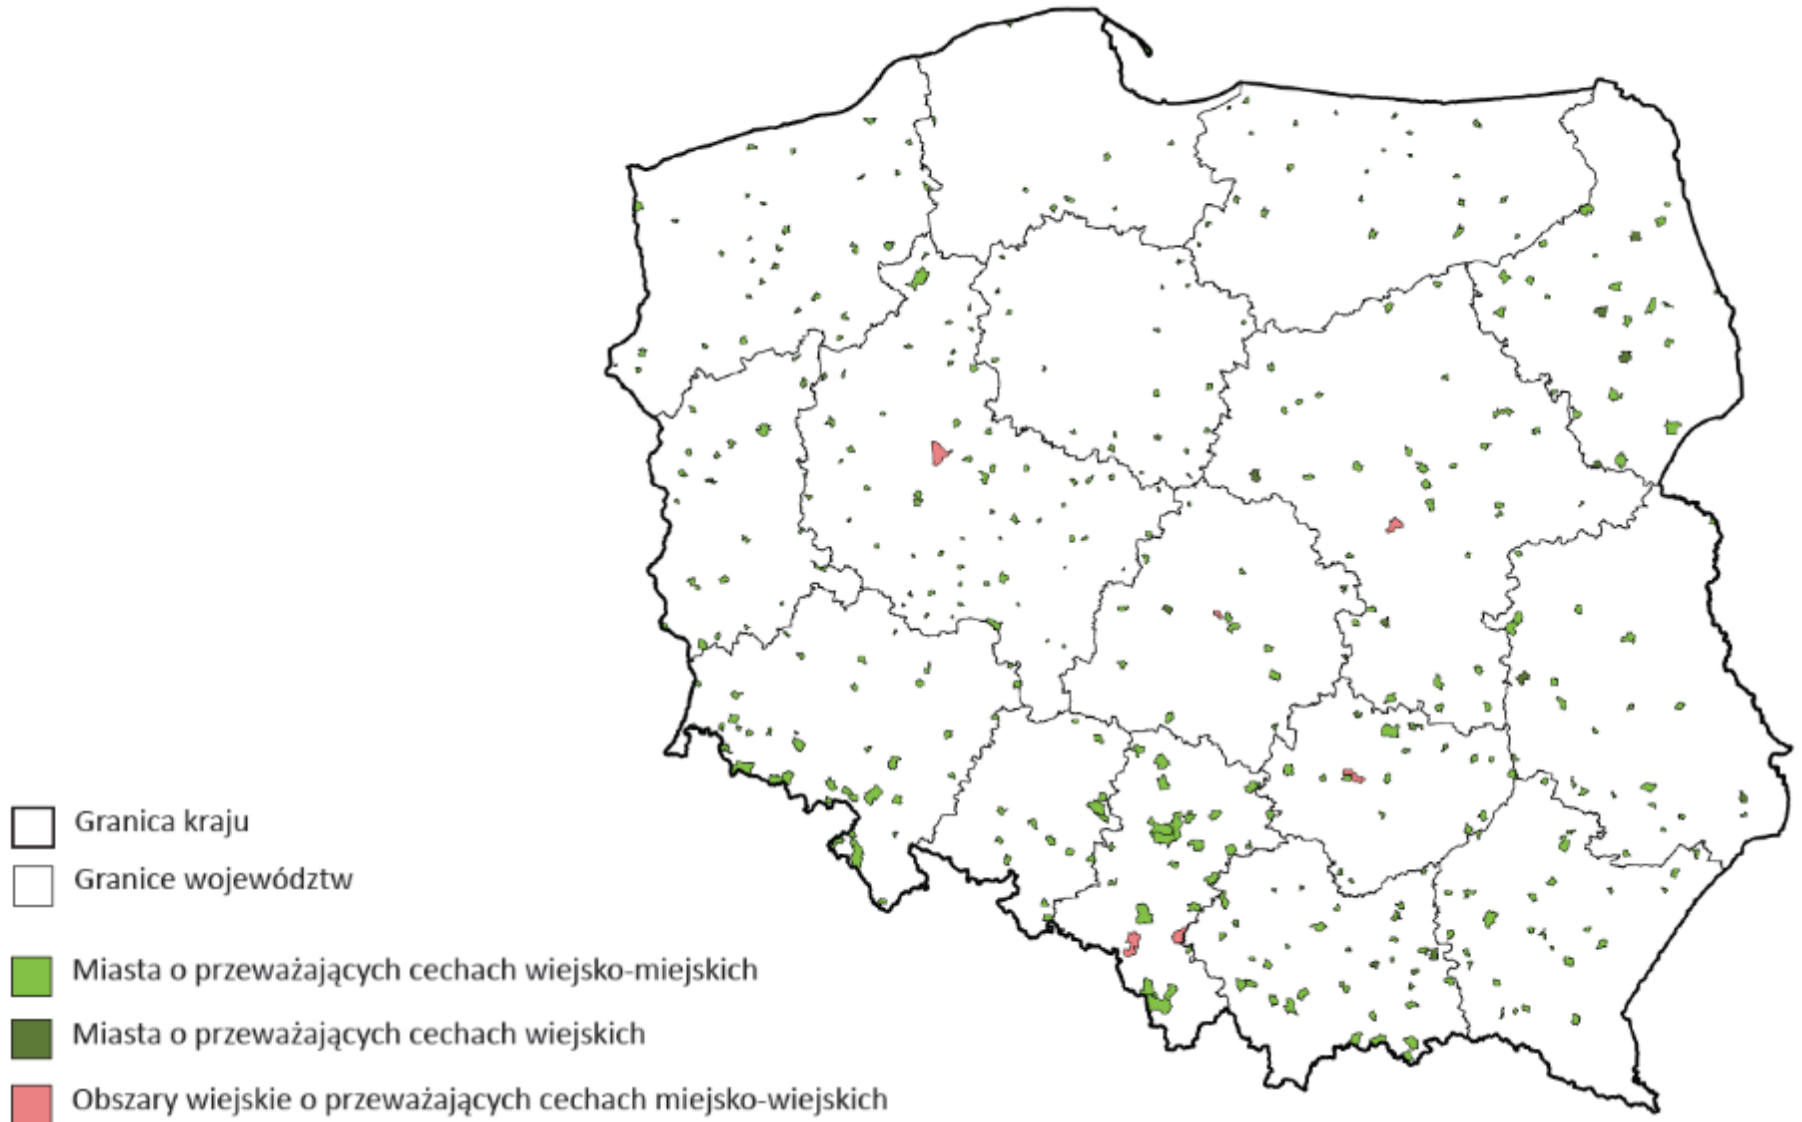 Granica kraju
Granice województw
Miasta o przeważających cechach wiejsko-miejskich
Miasta o przeważających cechach wiejskich
Obszary wiejskie o przeważających cechach miejsko-wiejskich